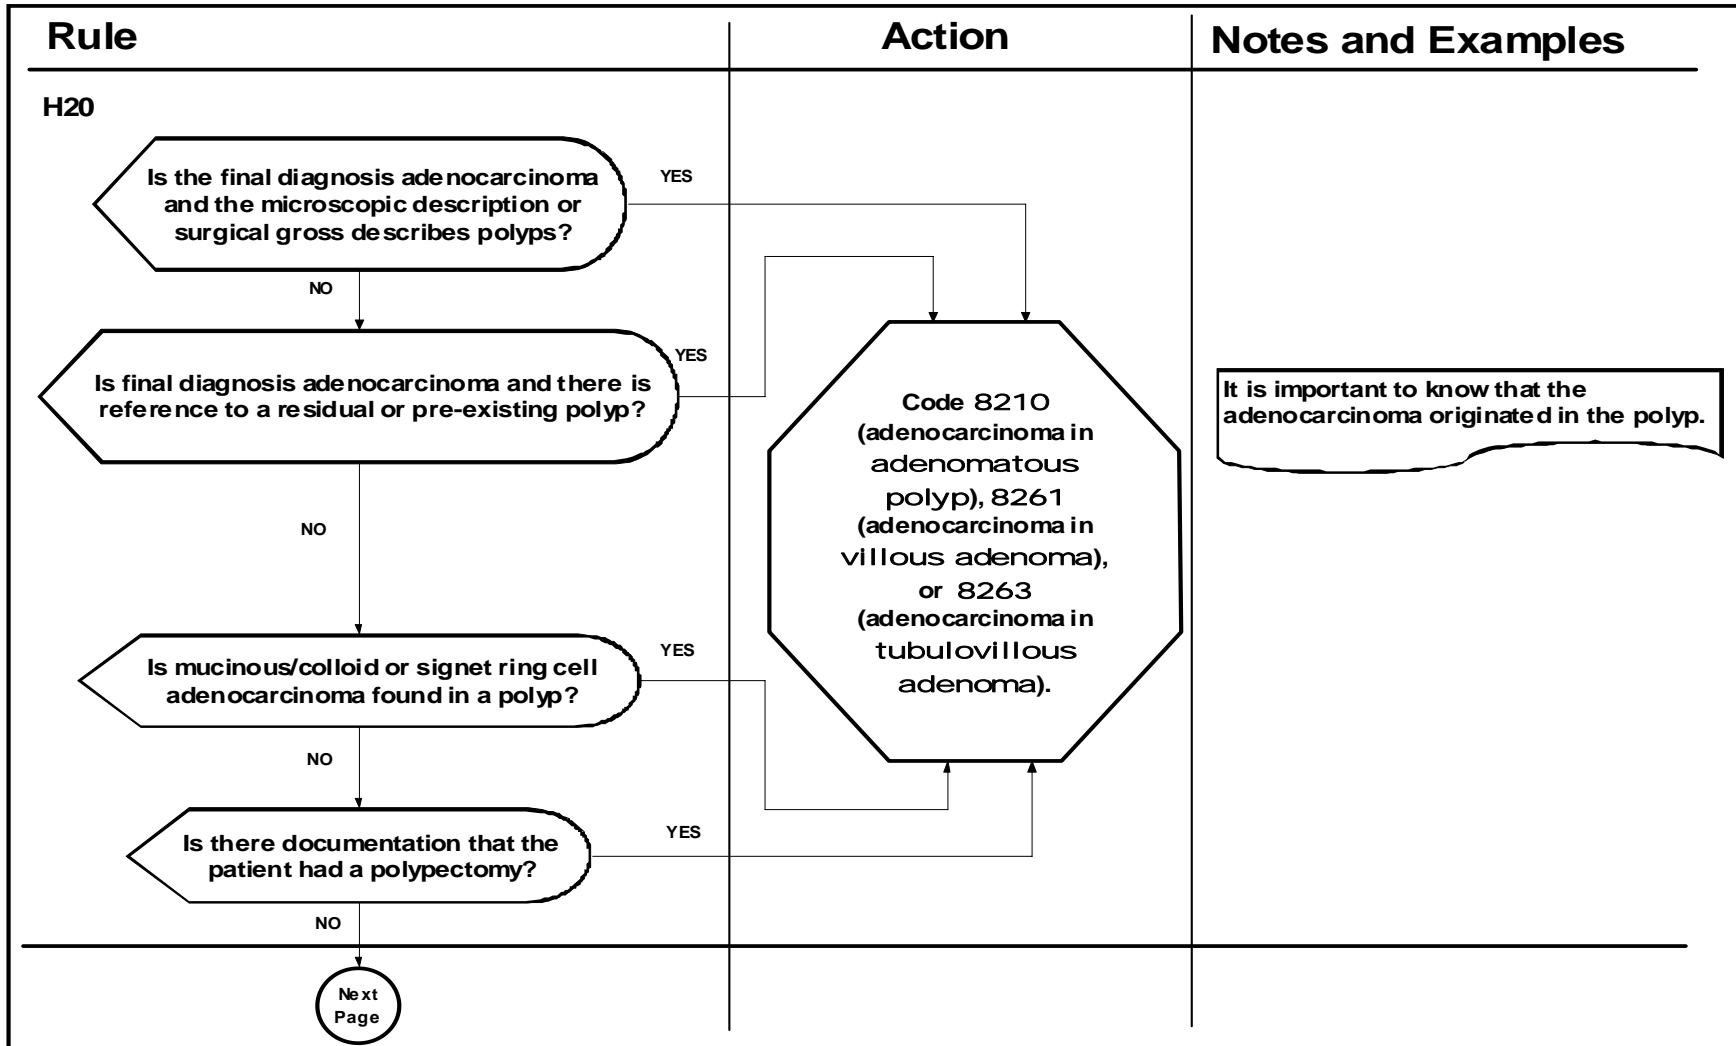 Rule
Action
Notes and Examples
H20
Is the final diagnosis adenocarcinoma
and the microscopic description or
surgical gross describes polyps?
YES
NO
Is final diagnosis adenocarcinoma and there is
reference to a residual or pre-existing polyp?
YES
NO
Is mucinous/colloid or signet ring cell
adenocarcinoma found in a polyp?
YES
NO
Is there documentation that the
patient had a polypectomy?
YES
NO
Next
Page
Code 8210
(adenocarcinoma in
adenomatous
polyp), 8261
(adenocarcinoma in
villous adenoma),
or 8263
(adenocarcinoma in
tubulovillous
adenoma).
It is important to know that the
adenocarcinoma originated in the polyp.